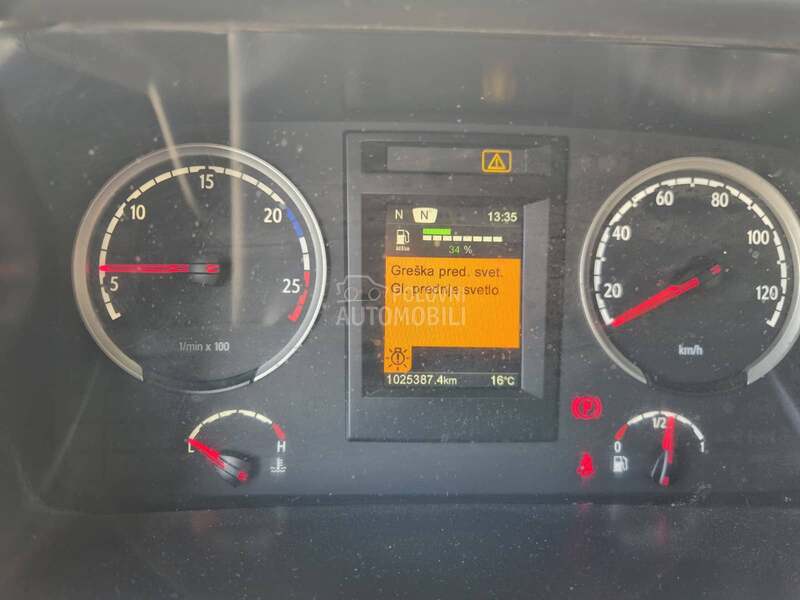 N N 13:35
active
34 %
Greška pred. svet.
Gl. prednje svetlo
1025387.4km 16°C
5 10 15 20 25
1/min x 100
20 40 60 80 100 120
km/h
L H
0 1/2 1
P
POLOVNI
AUTOMOBILI